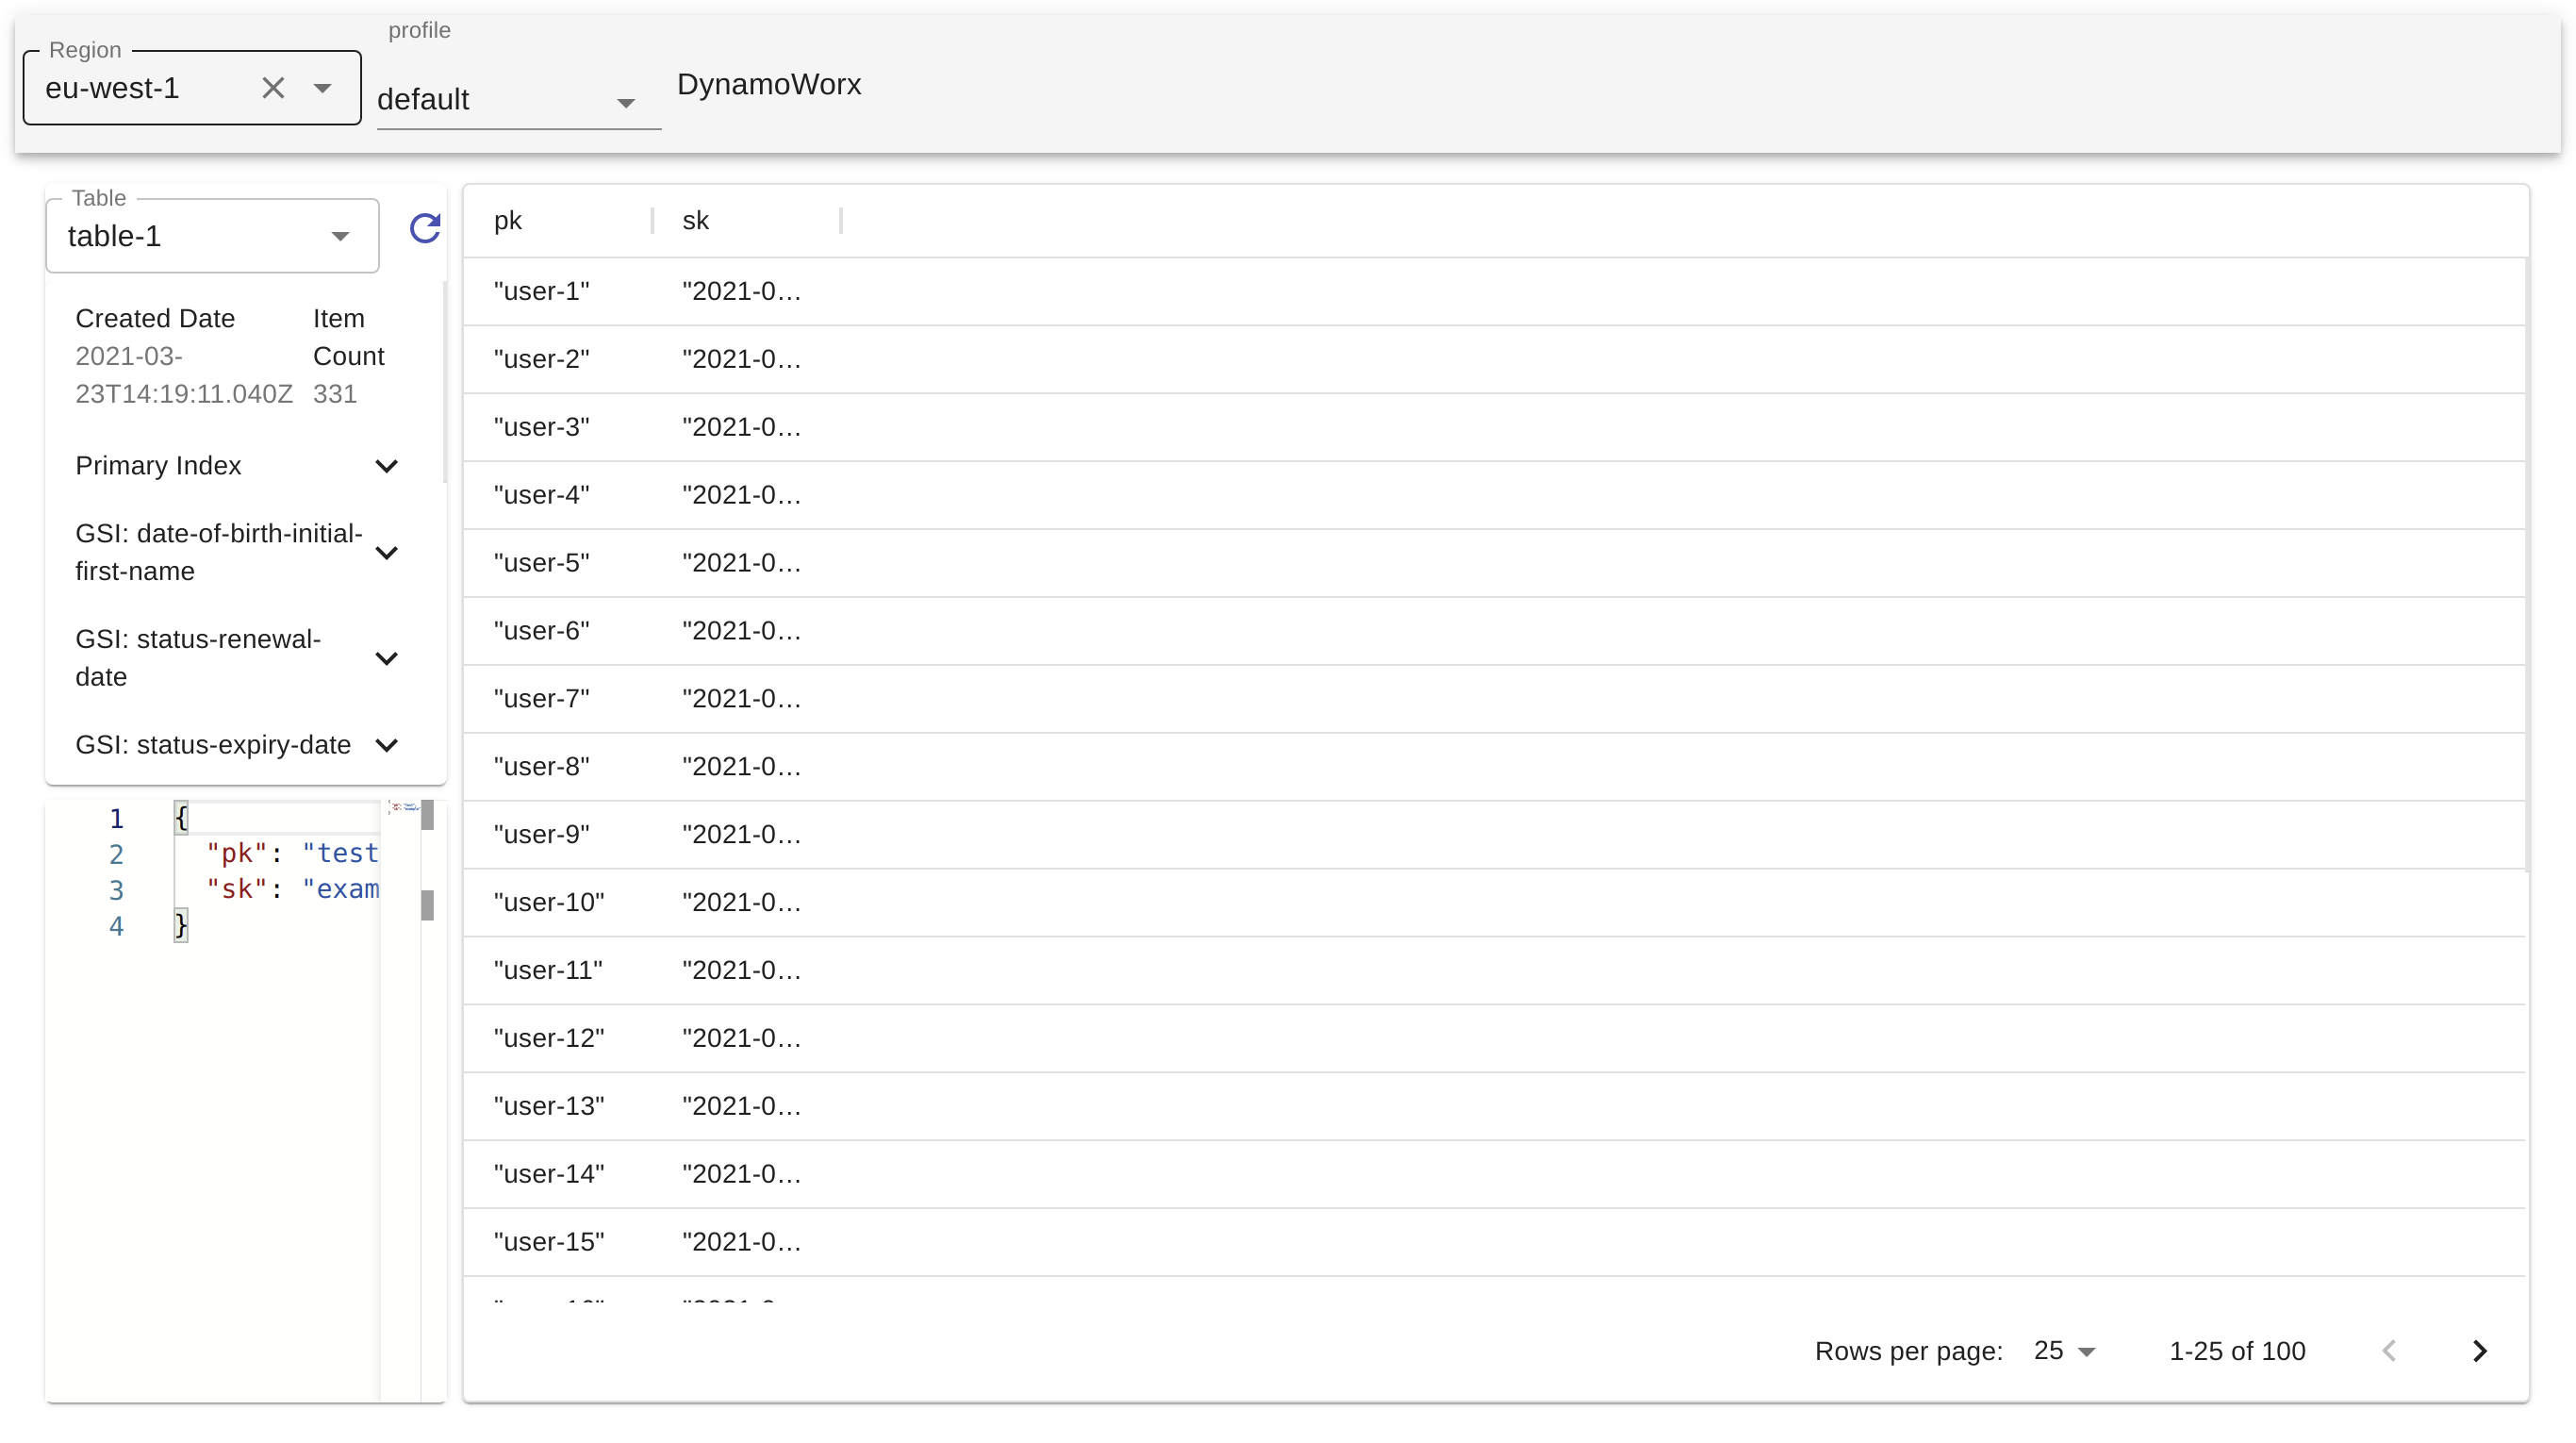 profile
Region
eu-west-1
default
DynamoWorx
Table
table-1
Created Date
2021-03-
23T14:19:11.040Z
Item
Count
331
Primary Index
GSI: date-of-birth-initial-
first-name
GSI: status-renewal-
date
GSI: status-expiry-date
1 {
2 "pk": "test
3 "sk": "exam
4 }
pk sk
"user-1" "2021-0…
"user-2" "2021-0…
"user-3" "2021-0…
"user-4" "2021-0…
"user-5" "2021-0…
"user-6" "2021-0…
"user-7" "2021-0…
"user-8" "2021-0…
"user-9" "2021-0…
"user-10" "2021-0…
"user-11" "2021-0…
"user-12" "2021-0…
"user-13" "2021-0…
"user-14" "2021-0…
"user-15" "2021-0…
Rows per page: 25 1-25 of 100